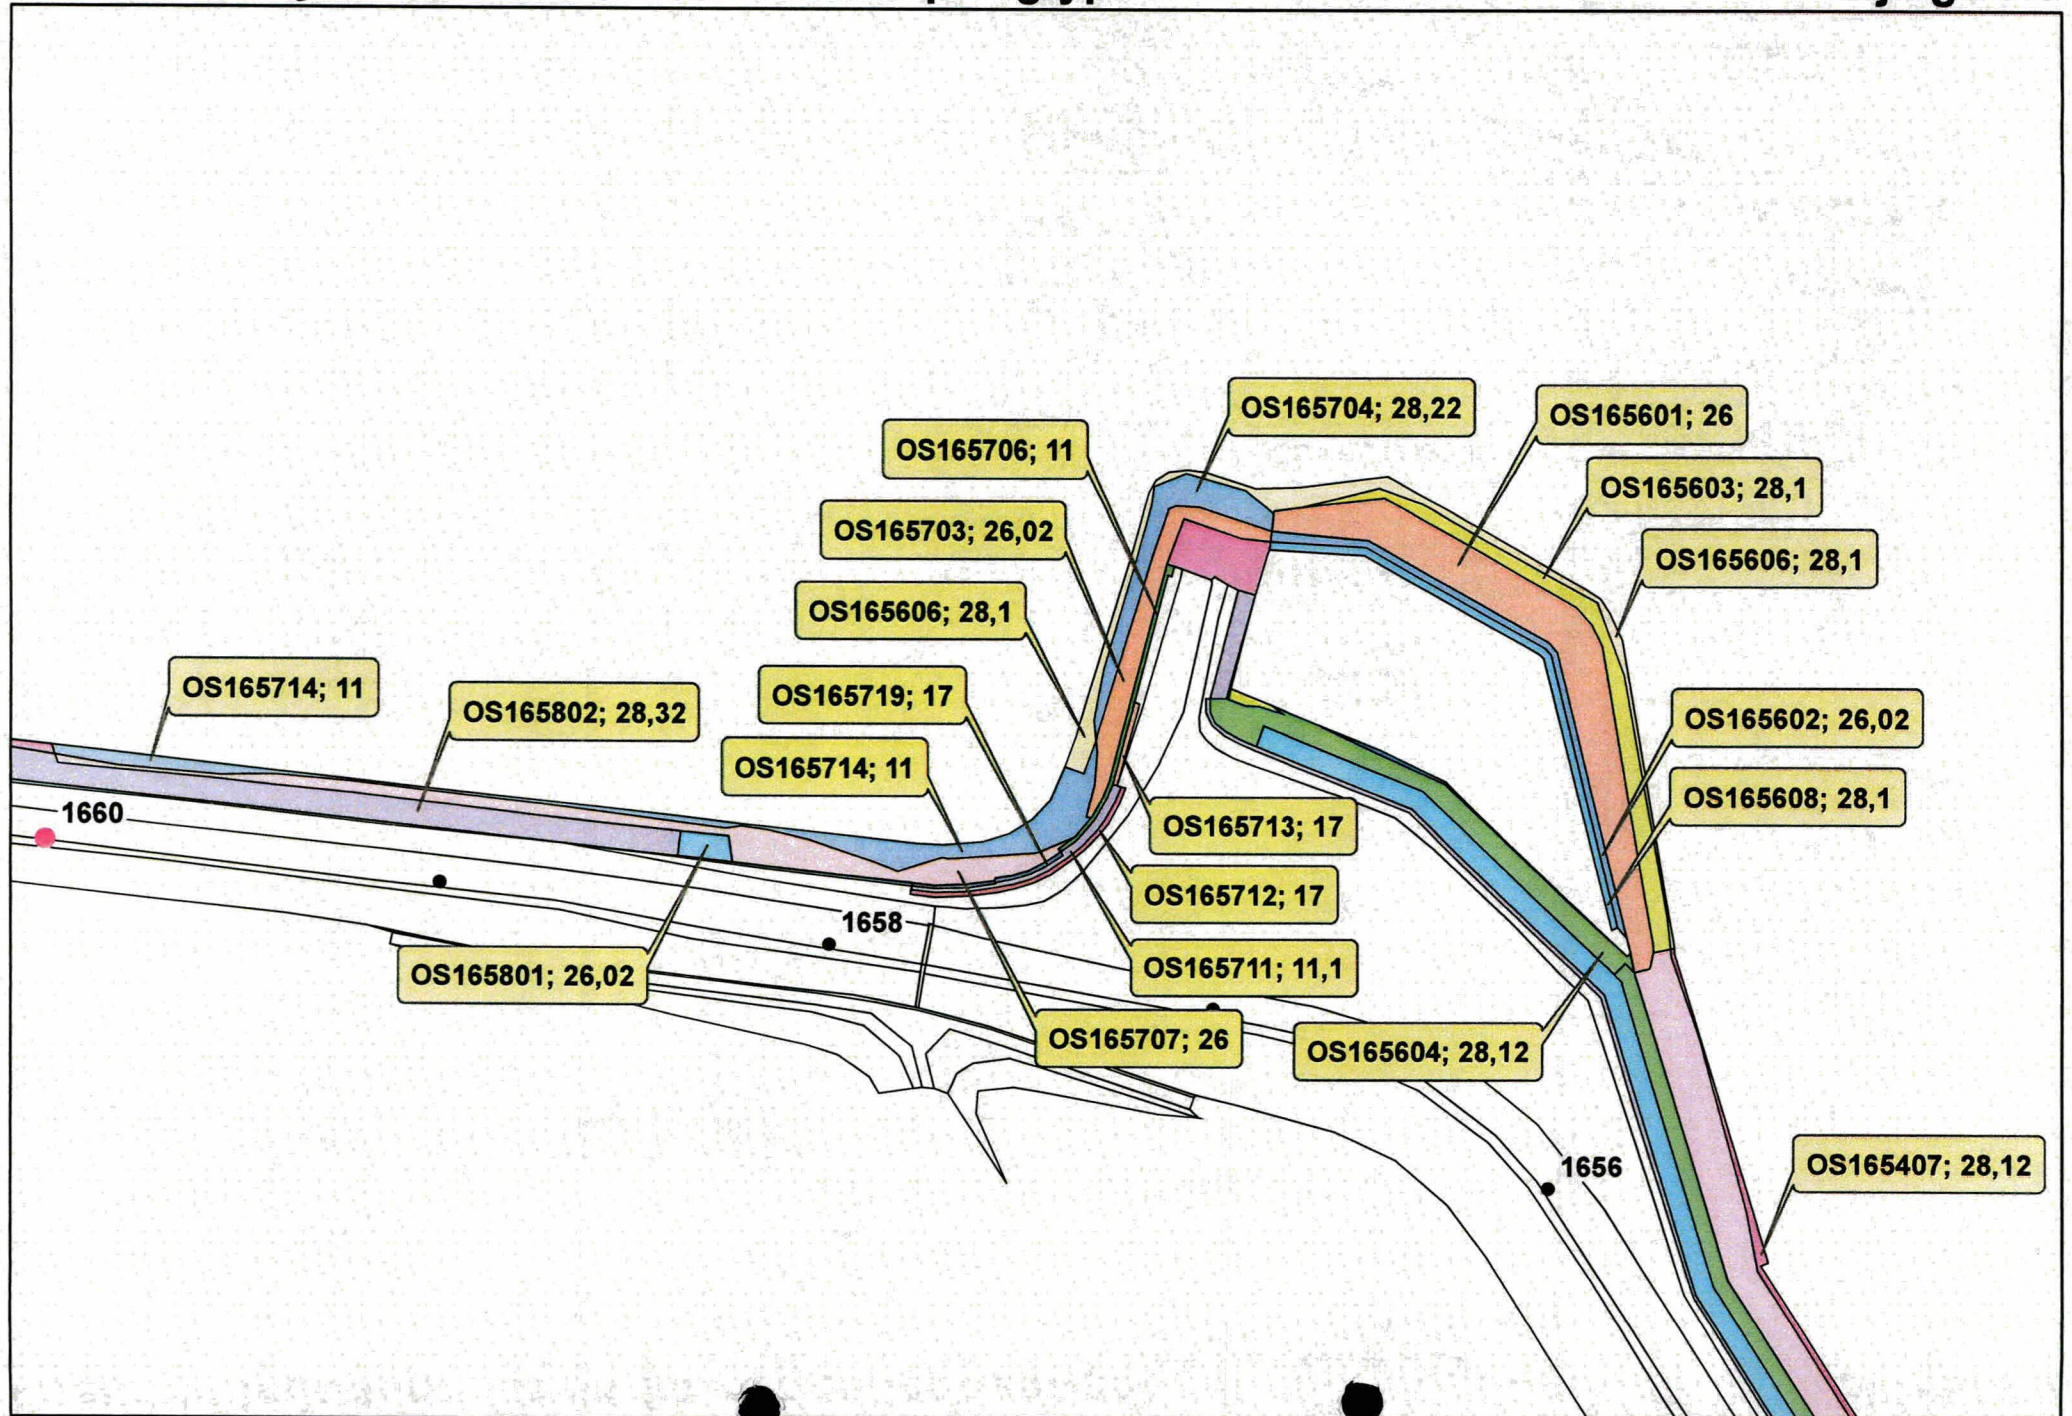 OS165704; 28,22
OS165601; 26
OS165706; 11
OS165603; 28,1
OS165703; 26,02
OS165606; 28,1
OS165606; 28,1
OS165714; 11
OS165719; 17
OS165802; 28,32
OS165602; 26,02
OS165714; 11
OS165608; 28,1
1660
OS165713; 17
OS165712; 17
1658
OS165711; 11,1
OS165801; 26,02
OS165707; 26
OS165604; 28,12
1656
OS165407; 28,12